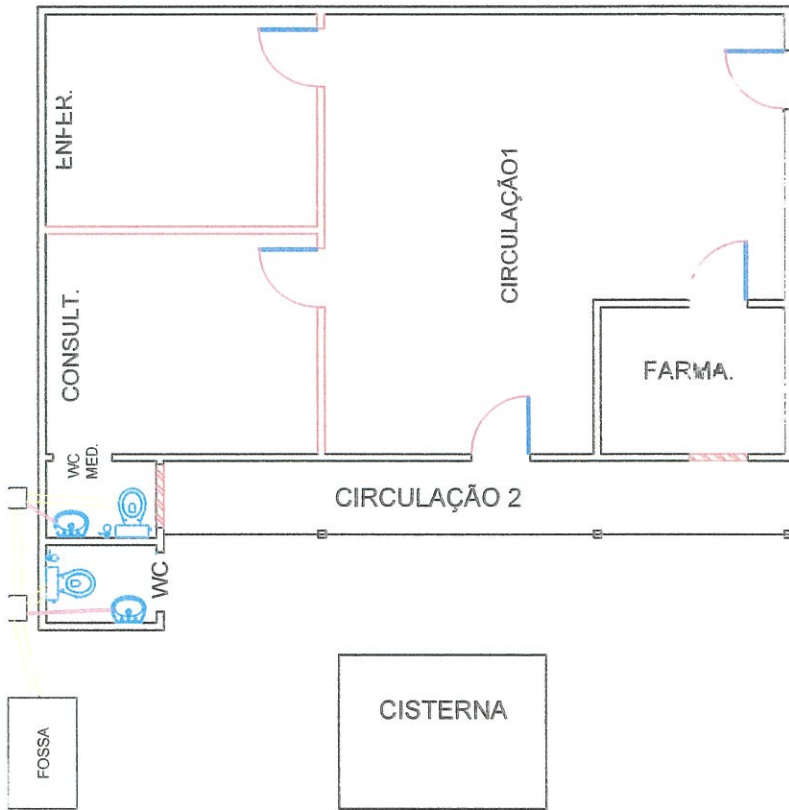 ENFER.
CIRCULAÇÃO1
CONSULT.
FARMA.
WC
MED.
CIRCULAÇÃO 2
WC
CISTERNA
FOSSA